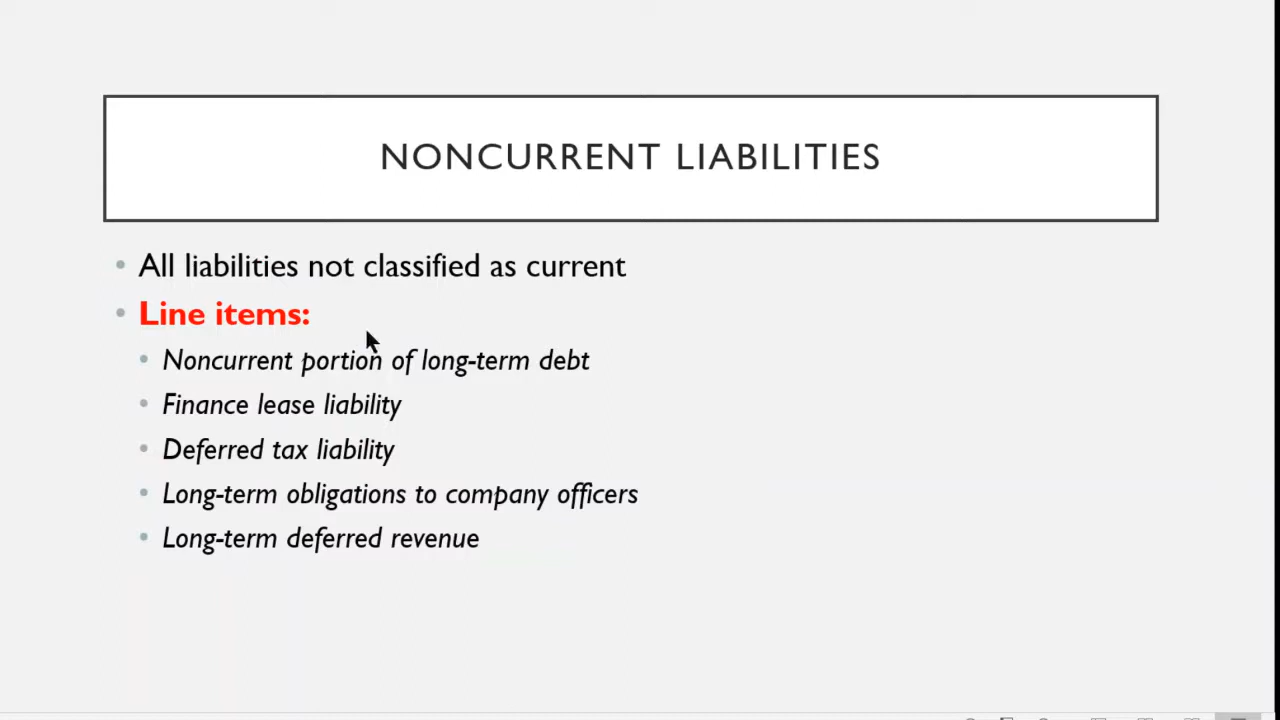 NONCURRENT LIABILITIES
• All liabilities not classified as current
• Line items:
• Noncurrent portion of long-term debt
• Finance lease liability
• Deferred tax liability
• Long-term obligations to company officers
• Long-term deferred revenue